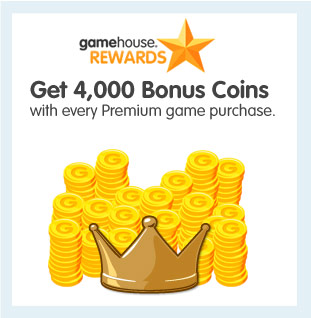 gamehouse.
REWARDS
Get 4,000 Bonus Coins
with every Premium game purchase.